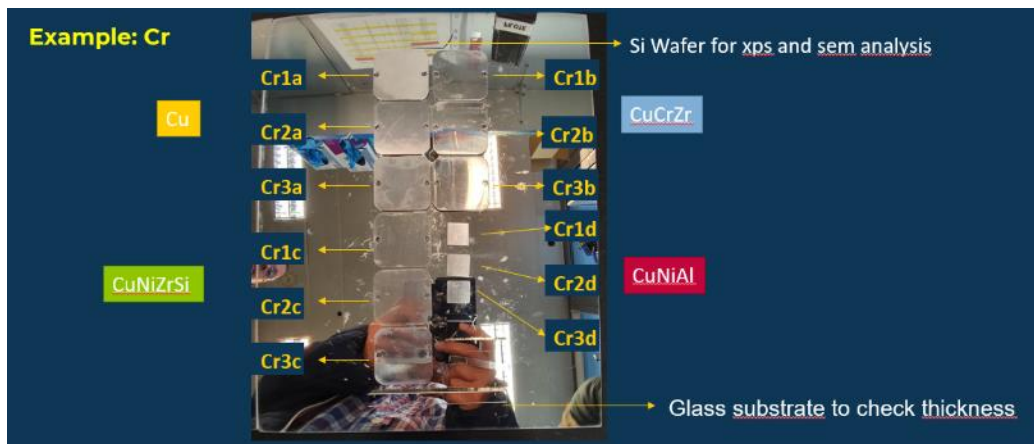 Example: Cr
Si Wafer for xps and sem analysis
Cr1a
Cr1b
Cu
CuCrZr
Cr2a
Cr2b
Cr3a
Cr3b
Cr1d
Cr1c
CuNiZrSi
CuNiAl
Cr2d
Cr2c
Cr3d
Cr3c
Glass substrate to check thickness